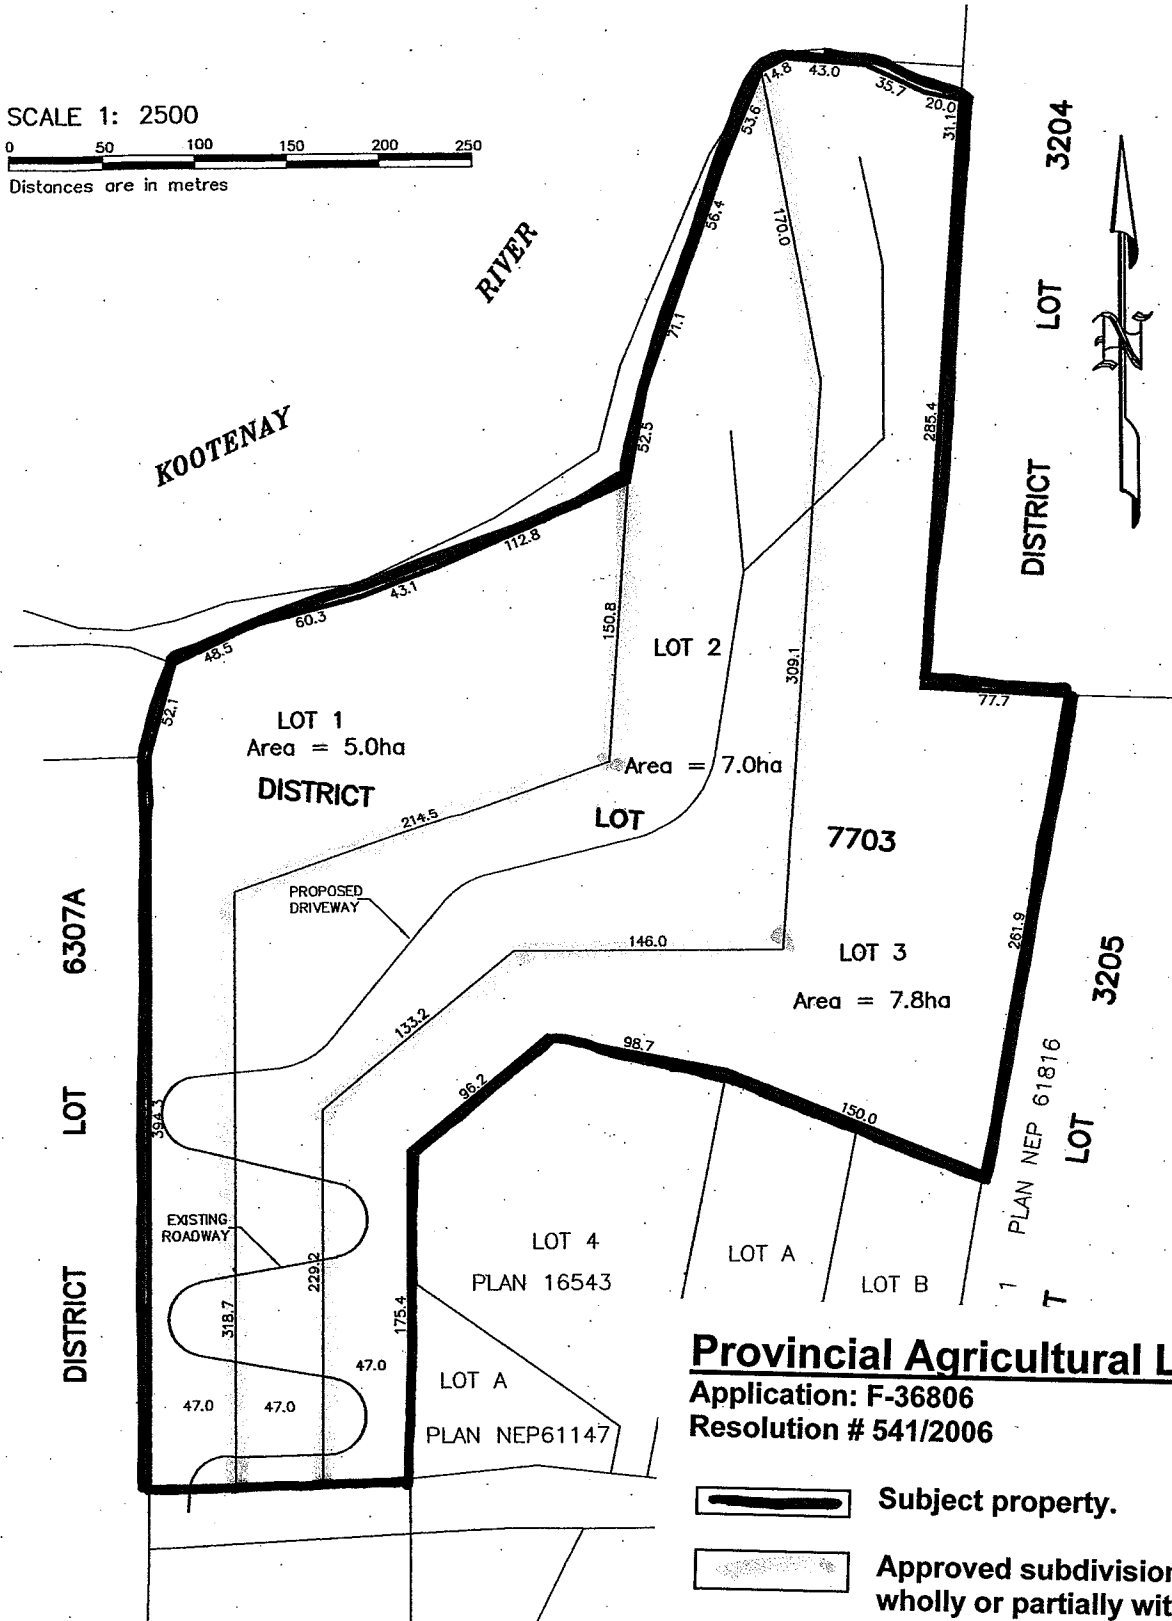 SCALE 1: 2500
0 50 100 150 200 250
Distances are in metres
KOOTENAY
RIVER
14.8
43.0
35.7
20.0
31.10
53.6
56.4
170.0
71.1
52.5
285.4
3204
LOT
DISTRICT
112.8
43.1
60.3
48.5
52.1
150.8
LOT 2
309.1
77.7
LOT 1
Area = 5.0ha
Area = 7.0ha
DISTRICT
LOT
7703
214.5
PROPOSED
DRIVEWAY
146.0
LOT 3
Area = 7.8ha
261.9
3205
LOT
PLAN NEP 61816
1
T
6307A
LOT
DISTRICT
133.2
98.7
96.2
150.0
394.3
EXISTING
ROADWAY
229.2
318.7
175.4
LOT 4
PLAN 16543
LOT A
LOT B
47.0
47.0
47.0
LOT A
PLAN NEP61147
Provincial Agricultural L
Application: F-36806
Resolution # 541/2006
Subject property.
Approved subdivision
wholly or partially wit